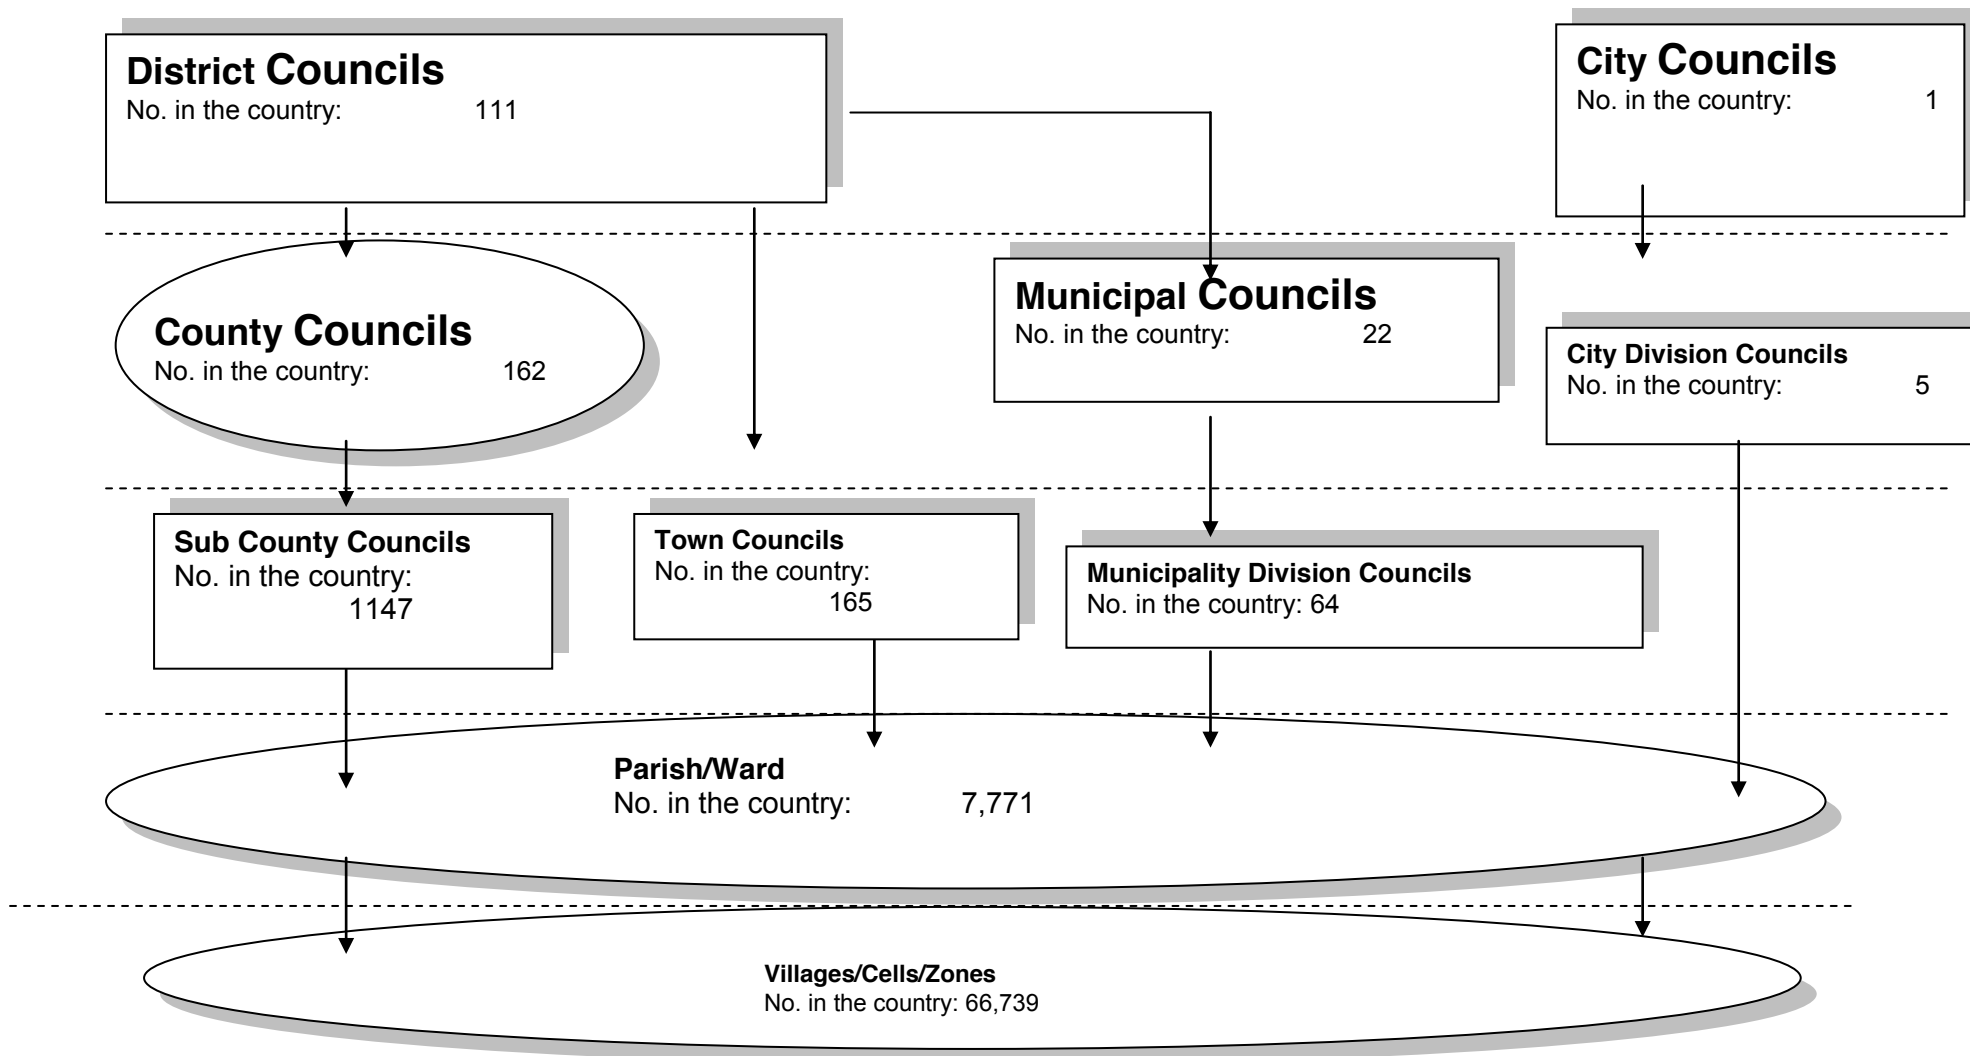 District Councils
No. in the country: 111
City Councils
No. in the country: 1
County Councils
No. in the country: 162
Municipal Councils
No. in the country: 22
City Division Councils
No. in the country: 5
Sub County Councils
No. in the country:
1147
Town Councils
No. in the country:
165
Municipality Division Councils
No. in the country: 64
Parish/Ward
No. in the country: 7,771
Villages/Cells/Zones
No. in the country: 66,739